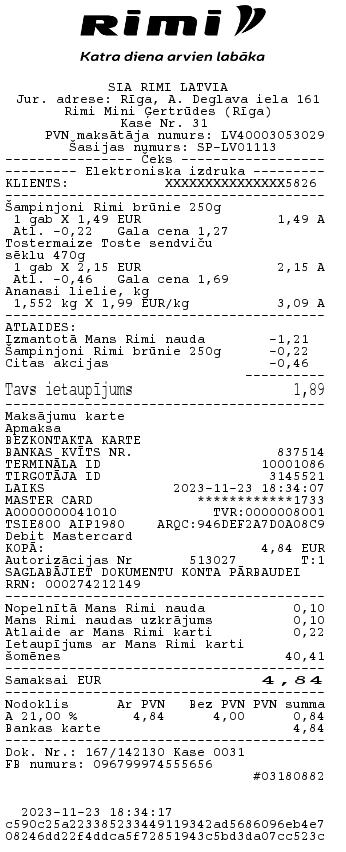 Rimi
Katra diena arvien labāka
SIA RIMI LATVIA
Jur. adrese: Rīga, A. Deglava iela 161
Rimi Mini Ģertrūdes (Rīga)
Kase Nr. 31
PVN maksātāja numurs: LV40003053029
Šasijas numurs: SP-LV01113
---------------- Čeks ------------------
---------- Elektroniska izdruka ---------
KLIENTS: XXXXXXXXXXXXXXX5826
Šampinjoni Rimi brūnie 250g
1 gab X 1,49 EUR 1,49 A
Atl. -0,22 Gala cena 1,27
Tostermaize Toste sendviču
sēklu 470g
1 gab X 2,15 EUR 2,15 A
Atl. -0,46 Gala cena 1,69
Ananasi lielie, kg
1,552 kg X 1,99 EUR/kg 3,09 A
ATLAIDES:
Izmantotā Mans Rimi nauda -1,21
Šampinjoni Rimi brūnie 250g -0,22
Citas akcijas -0,46
Tavs ietaupījums 1,89
Maksājumu karte
Apmaksa
BEZKONTAKTA KARTE
BANKAS KVĪTS NR. 837514
TERMINĀLA ID 10001086
TIRGOTĀJA ID 3145521
LAIKS 2023-11-23 18:34:07
MASTER CARD ************1733
A0000000041010 TVR:0000008001
TSIE800 AIP1980 ARQC:946DEF2A7D0A08C9
Debit Mastercard
KOPĀ: 4,84 EUR
Autorizācijas Nr 513027 T:1
SAGLABĀJIET DOKUMENTU KONTA PĀRBAUDEI
RRN: 000274212149
Nopelnītā Mans Rimi nauda 0,10
Mans Rimi naudas uzkrājums 0,10
Atlaide ar Mans Rimi karti 0,22
Ietaupījums ar Mans Rimi karti
šomēnes 40,41
Samaksai EUR 4,84
Nodoklis Ar PVN Bez PVN PVN summa
A 21,00 % 4,84 4,00 0,84
Bankas karte 4,84
Dok. Nr.: 167/142130 Kase 0031
FB numurs: 096799974555656
#03180882
2023-11-23 18:34:17
c590c25a223385233449119342ad5686096eb4e7
08246dd22f4ddca5f72851943c5bd3da07cc523c